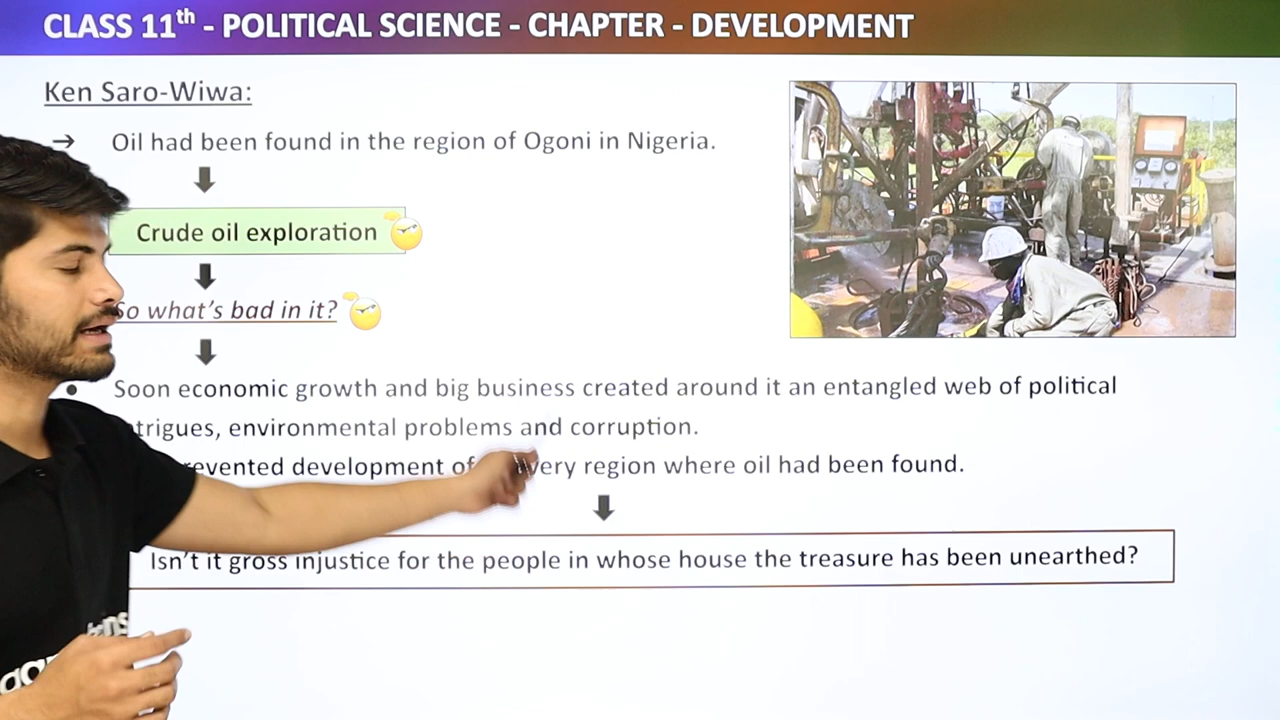 CLASS 11th - POLITICAL SCIENCE - CHAPTER - DEVELOPMENT
Ken Saro-Wiwa:
→ Oil had been found in the region of Ogoni in Nigeria.
Crude oil exploration
So what's bad in it?
• Soon economic growth and big business created around it an entangled web of political
environmental problems and corruption.
development of region where oil had been found.
Isn't it gross injustice for the people in whose house the treasure has been unearthed?